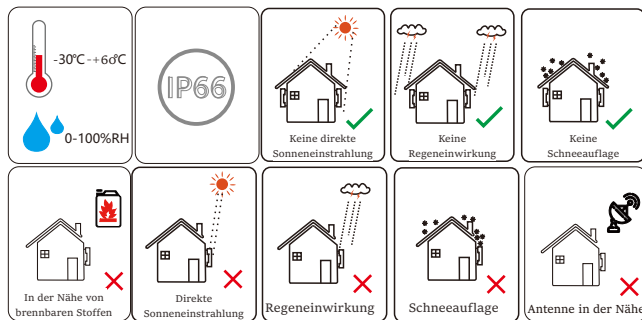 -30℃-+60℃
0-100%RH
IP66
Keine direkte
Sonneneinstrahlung
Keine
Regeneinwirkung
Keine
Schneeauflage
In der Nähe von
brennbaren Stoffen
Direkte
Sonneneinstrahlung
Regeneinwirkung
Schneeauflage
Antenne in der Nähe